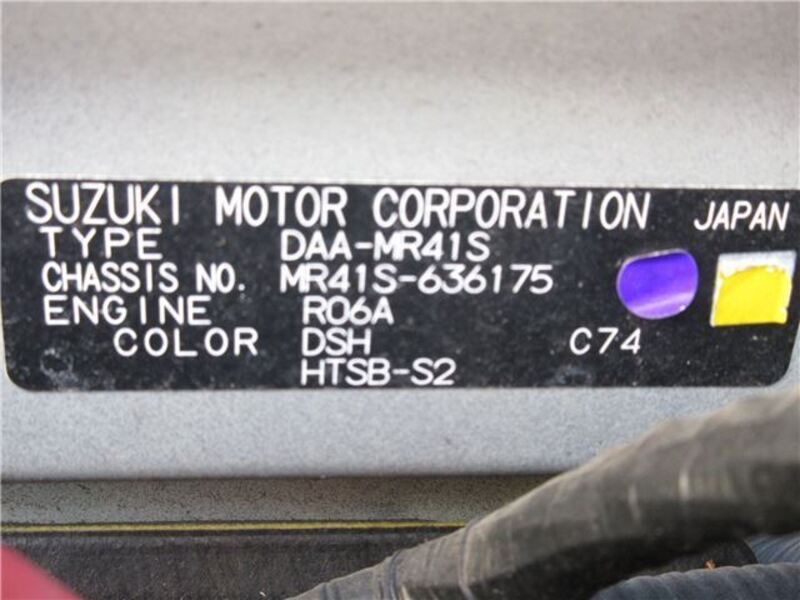 SUZUKI MOTOR CORPORATION JAPAN
TYPE DAA-MR41S
CHASSIS NO. MR41S-636175
ENGINE R06A
COLOR DSH C74
HTSB-S2